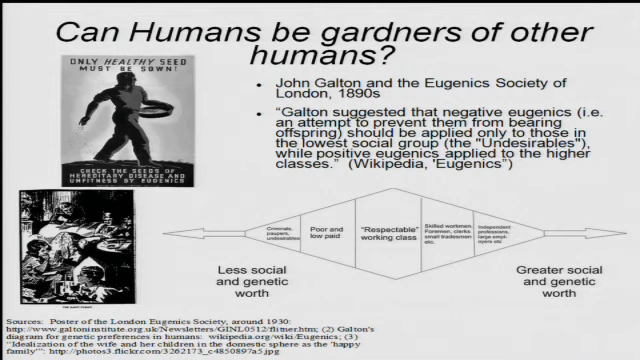 Can Humans be gardners of other
humans?
ONLY HEALTHY SEED
MUST BE SOWN!
CHECK THE SEEDS OF
HEREDITARY DISEASE AND
UNFITNESS BY EUGENICS
• John Galton and the Eugenics Society of
London, 1890s
• "Galton suggested that negative eugenics (i.e.
an attempt to prevent them from bearing
offspring) should be applied only to those in
the lowest social group (the "Undesirables"),
while positive eugenics applied to the higher
classes." (Wikipedia, 'Eugenics")
Criminals,
paupers,
undesirables
Poor and
low paid
"Respectable"
working class
Skilled workman,
Foremen, clerks
small tradesmen
etc.
Independent
professions,
large empl-
oyers etc
Less social
and genetic
worth
Greater social
and genetic
worth
Sources: Poster of the London Eugenics Society, around 1930:
http://www.galtoninstitute.org.uk/Newsletters/GINL0512/flitner.htm; (2) Galton's
diagram for genetic preferences in humans: wikipedia.org/wiki/Eugenics; (3)
"Idealization of the wife and her children in the domestic sphere as the 'happy
family'": http://photos3.flickr.com/3262173_c4850897a5.jpg